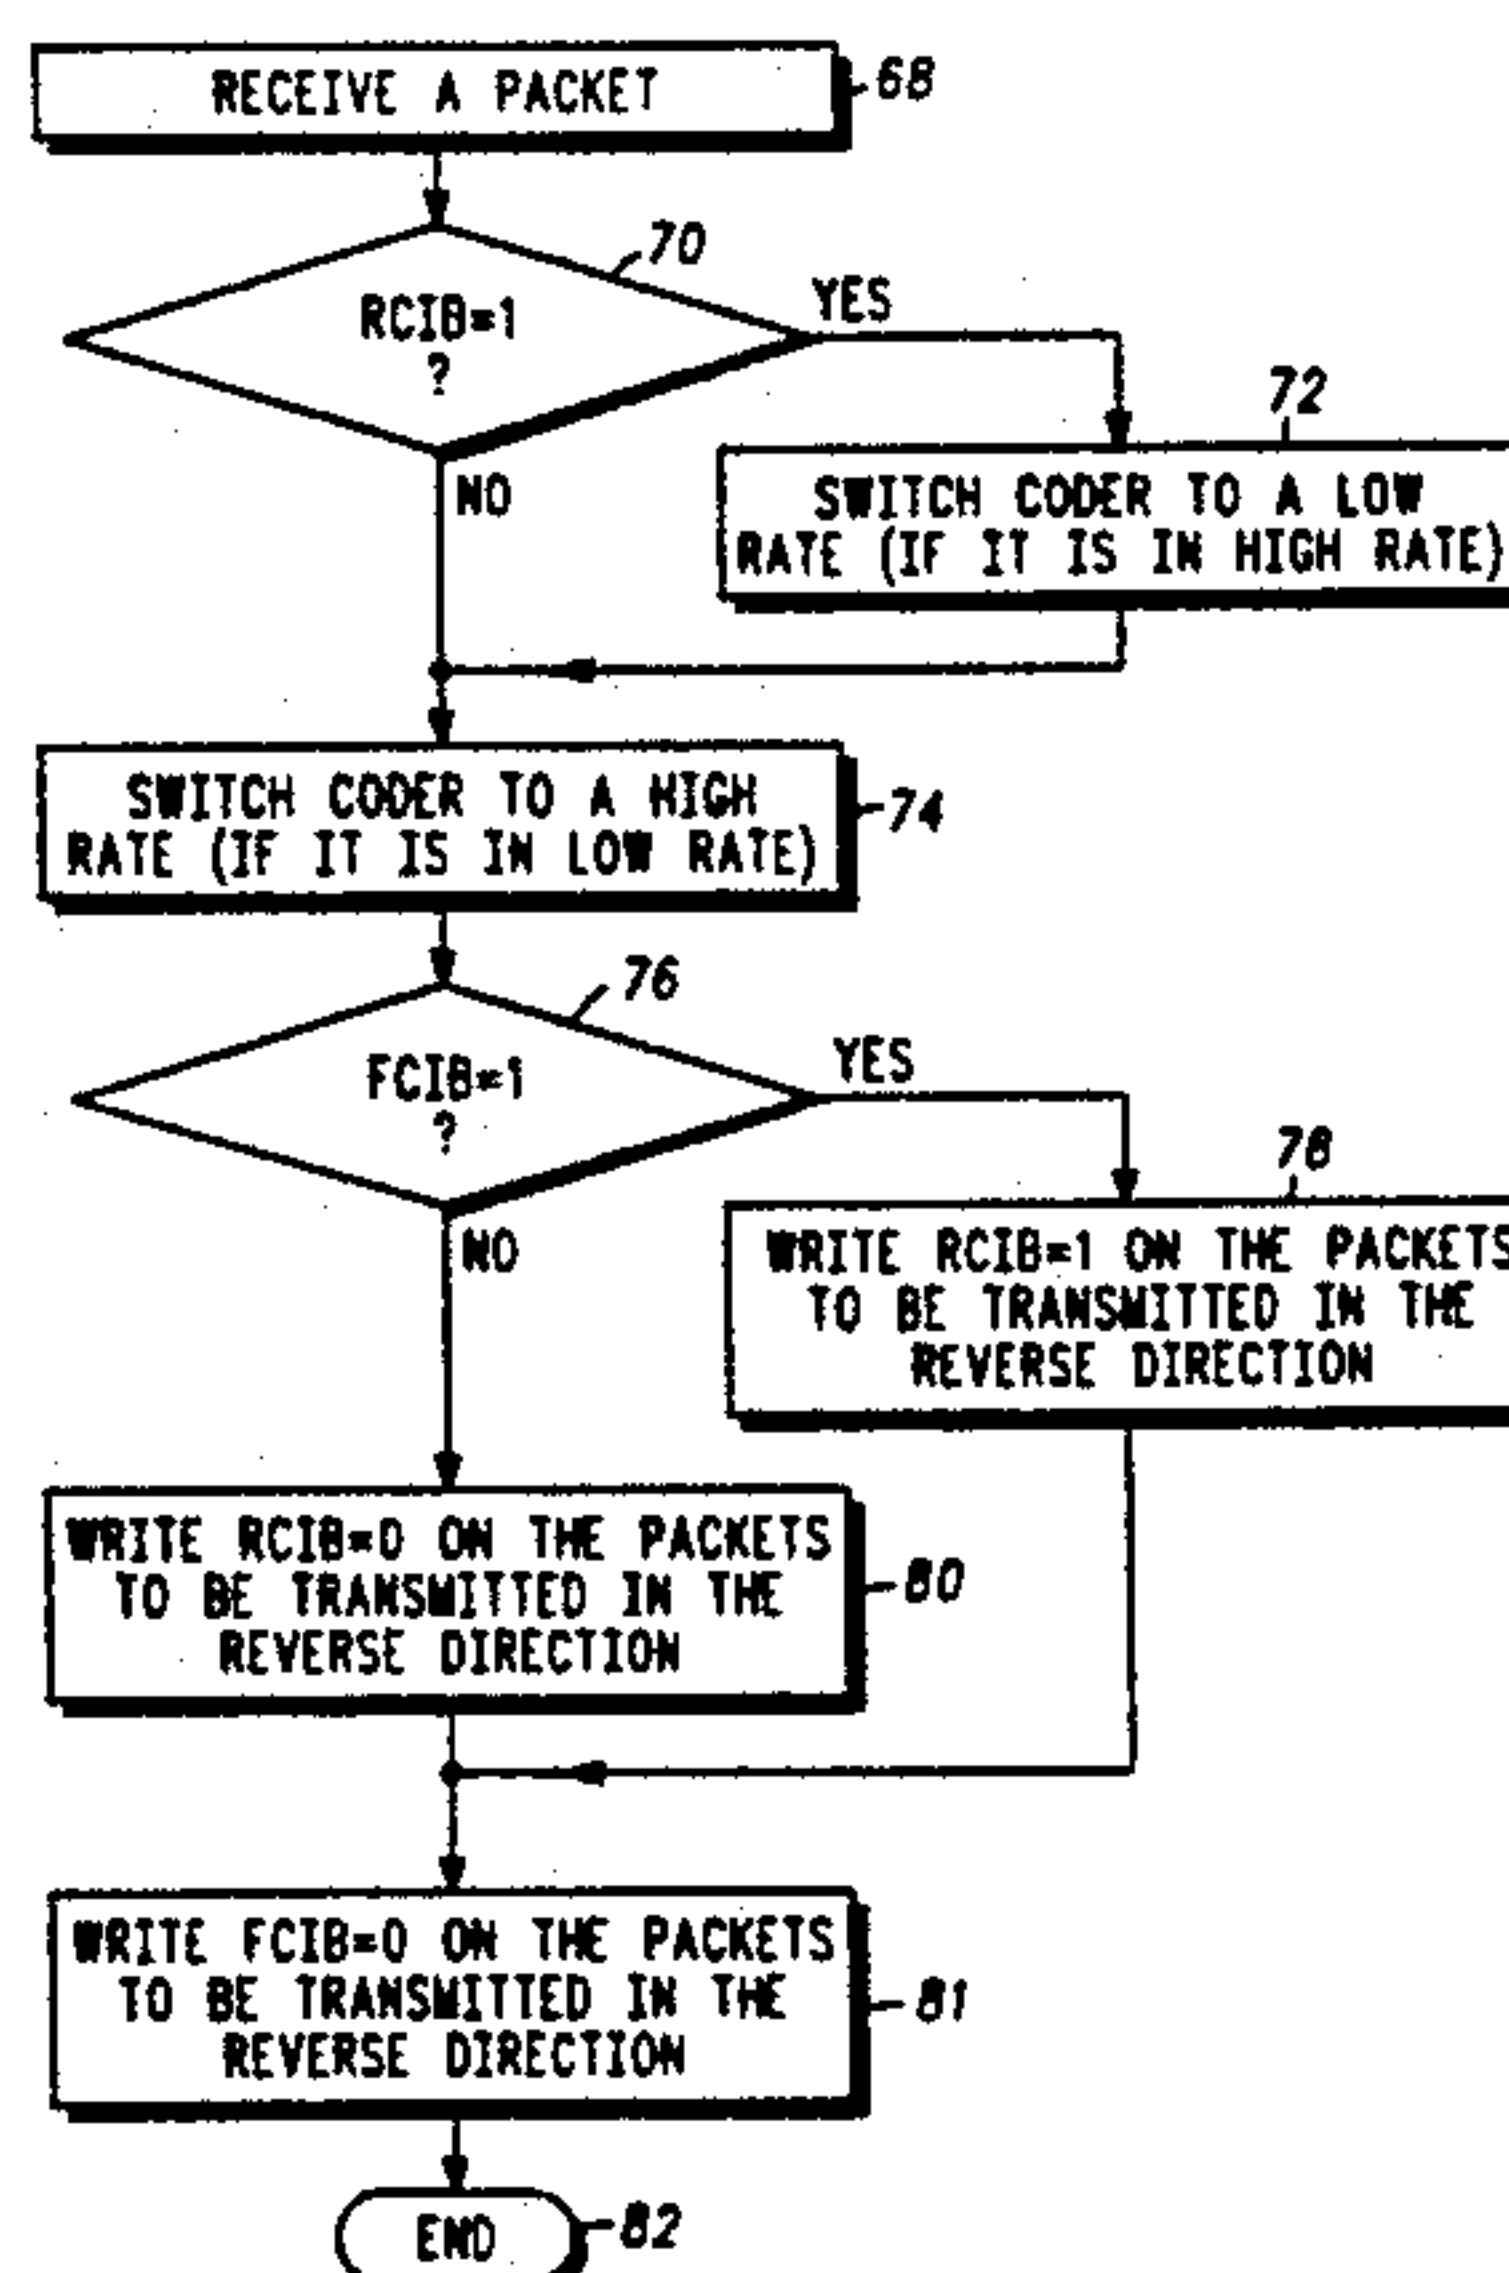 RECEIVE A PACKET
68
70
RCIB=1
?
YES
72
NO
SWITCH CODER TO A LOW
RATE (IF IT IS IN HIGH RATE)
SWITCH CODER TO A HIGH
RATE (IF IT IS IN LOW RATE)
74
76
FCIB=1
?
YES
78
NO
WRITE RCIB=1 ON THE PACKETS
TO BE TRANSMITTED IN THE
REVERSE DIRECTION
WRITE RCIB=0 ON THE PACKETS
TO BE TRANSMITTED IN THE
REVERSE DIRECTION
80
WRITE FCIB=0 ON THE PACKETS
TO BE TRANSMITTED IN THE
REVERSE DIRECTION
81
END
82